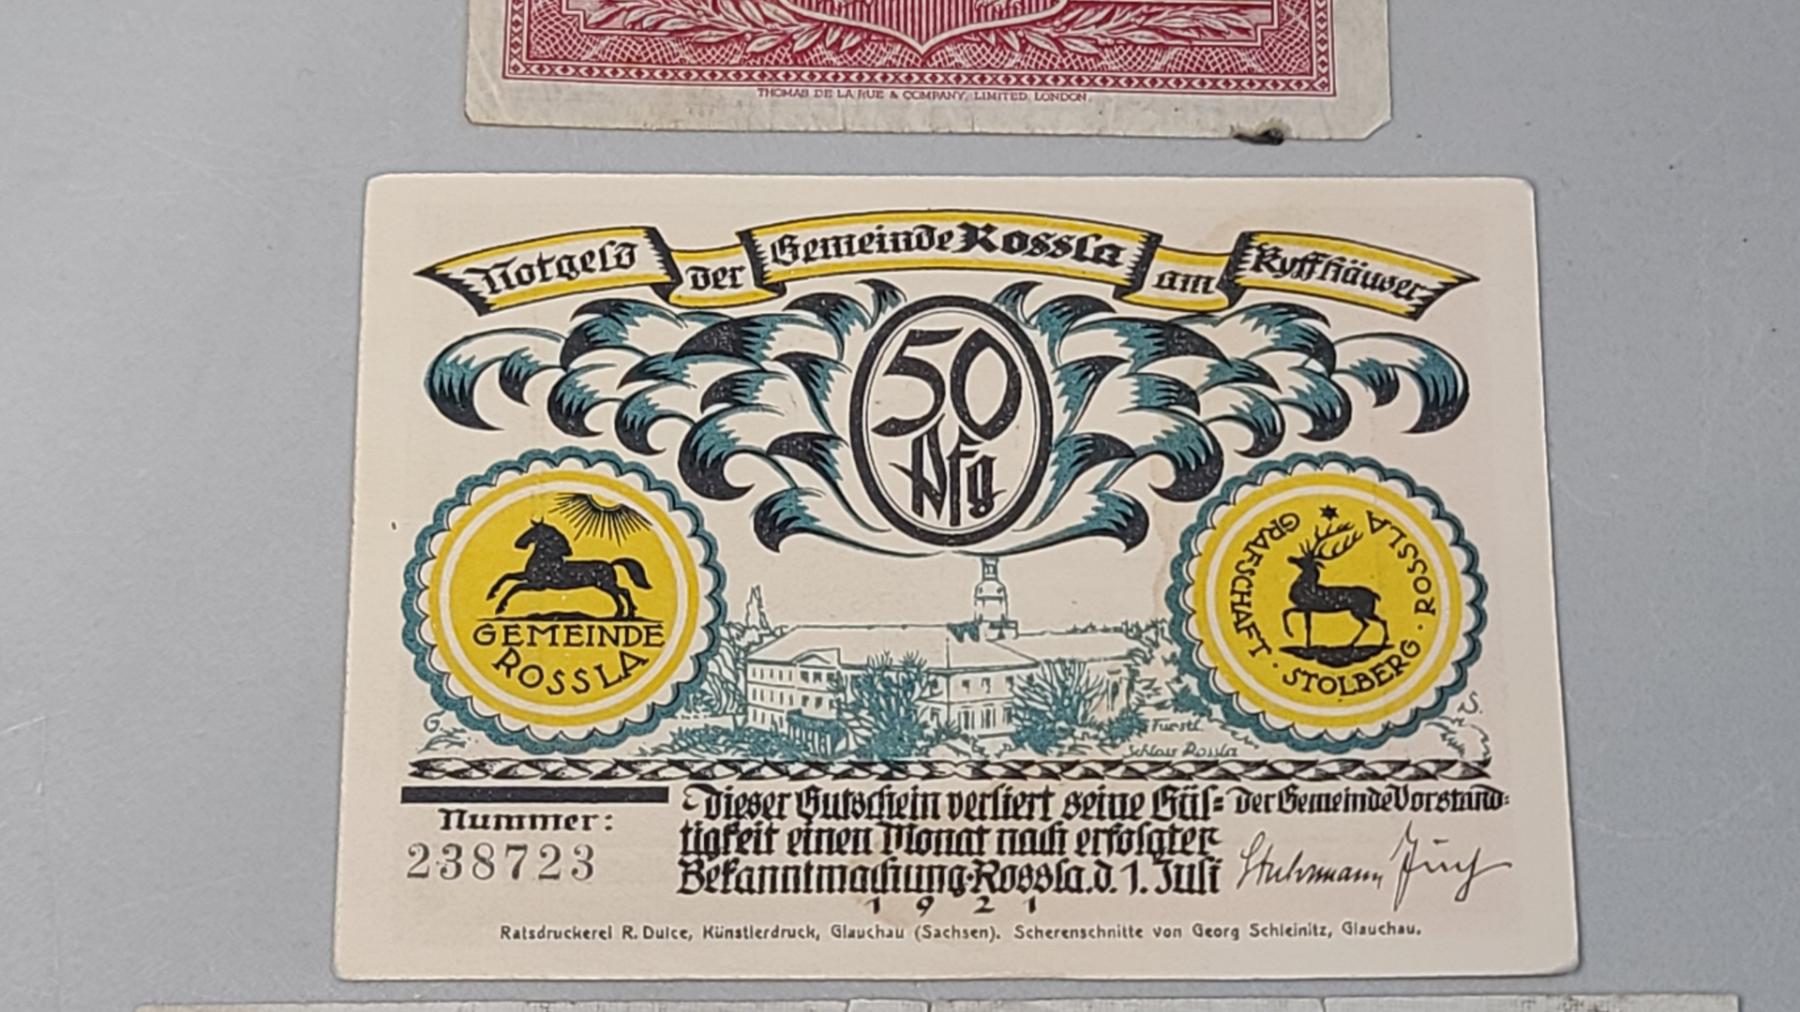 THOMAS DE LA RUE & COMPANY, LIMITED, LONDON.
Notgeld der Gemeinde Rossla am Kyffhäuser
50
Pfg
GEMEINDE
ROSSLA
GRAFSCHAFT · STOLBERG · ROSSLA
G.
S.
Fürstl
Schloss Rossla
Nummer:
238723
Dieser Gutschein verliert seine Gül=
tigkeit einen Monat nach erfolgter
Bekanntmachung·Rossla.d.1.Juli
1921
Der Gemeinde Vorstand:
Ratsdruckerei R. Dulce, Künstlerdruck, Glauchau (Sachsen). Scherenschnitte von Georg Schleinitz, Glauchau.